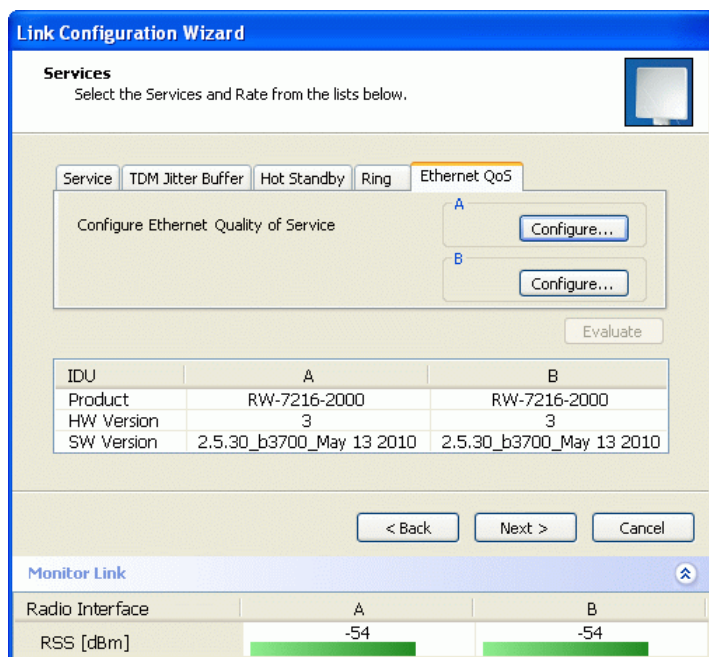 Link Configuration Wizard
Services
Select the Services and Rate from the lists below.
Service TDM Jitter Buffer Hot Standby Ring Ethernet QoS
A
Configure Ethernet Quality of Service Configure...
B
Configure...
Evaluate
IDU A B
Product RW-7216-2000 RW-7216-2000
HW Version 3 3
SW Version 2.5.30_b3700_May 13 2010 2.5.30_b3700_May 13 2010
< Back Next > Cancel
Monitor Link
Radio Interface A B
RSS [dBm] -54 -54